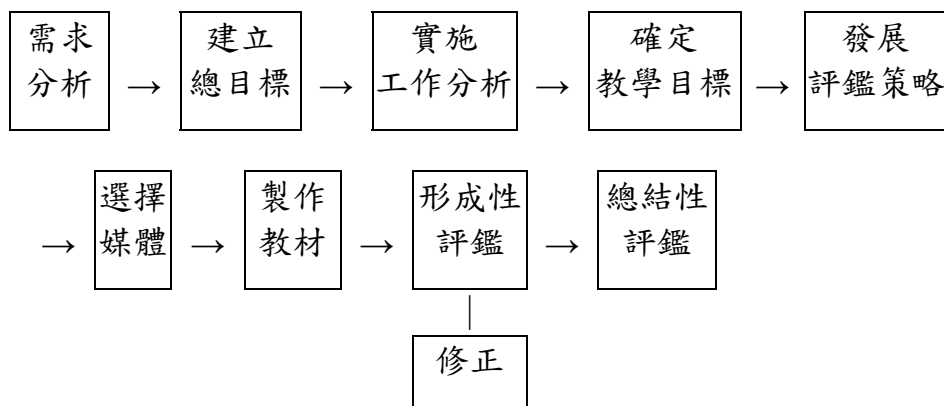 需求
分析
→
建立
總目標
→
實施
工作分析
→
確定
教學目標
→
發展
評鑑策略
→
選擇
媒體
→
製作
教材
→
形成性
評鑑
→
總結性
評鑑
修正